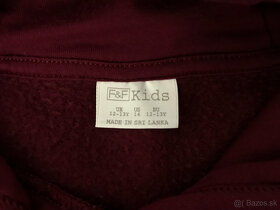 F&F Kids
UK US EU
12-13Y 14 12-13Y
MADE IN SRI LANKA
bazos.sk